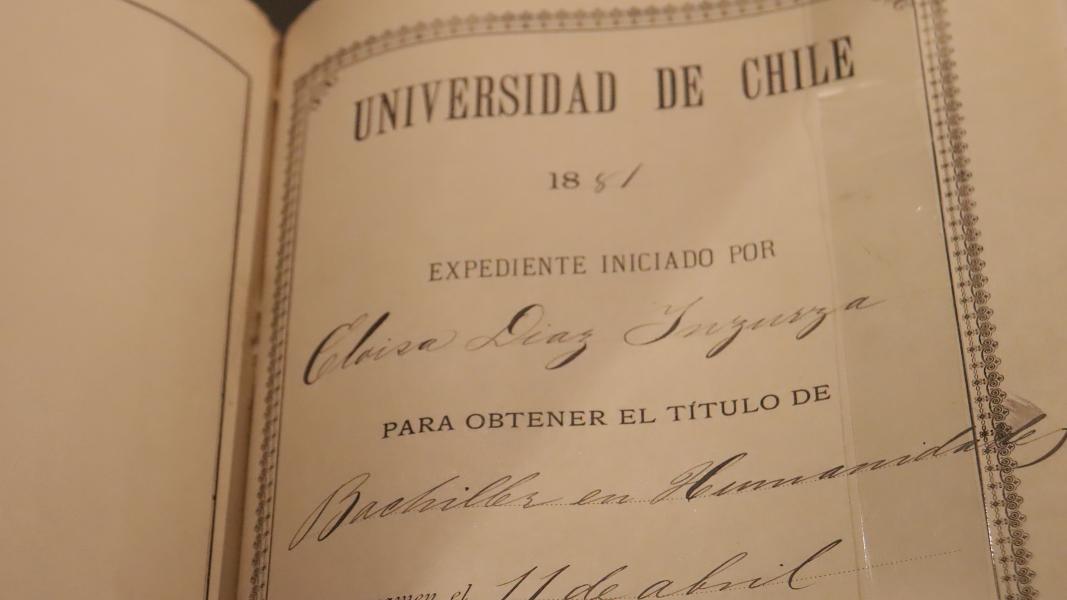 UNIVERSIDAD DE CHILE
1881
EXPEDIENTE INICIADO POR
Eloisa Diaz Inzunza
PARA OBTENER EL TÍTULO DE
Bachiller en Humanidades
el 11 de abril